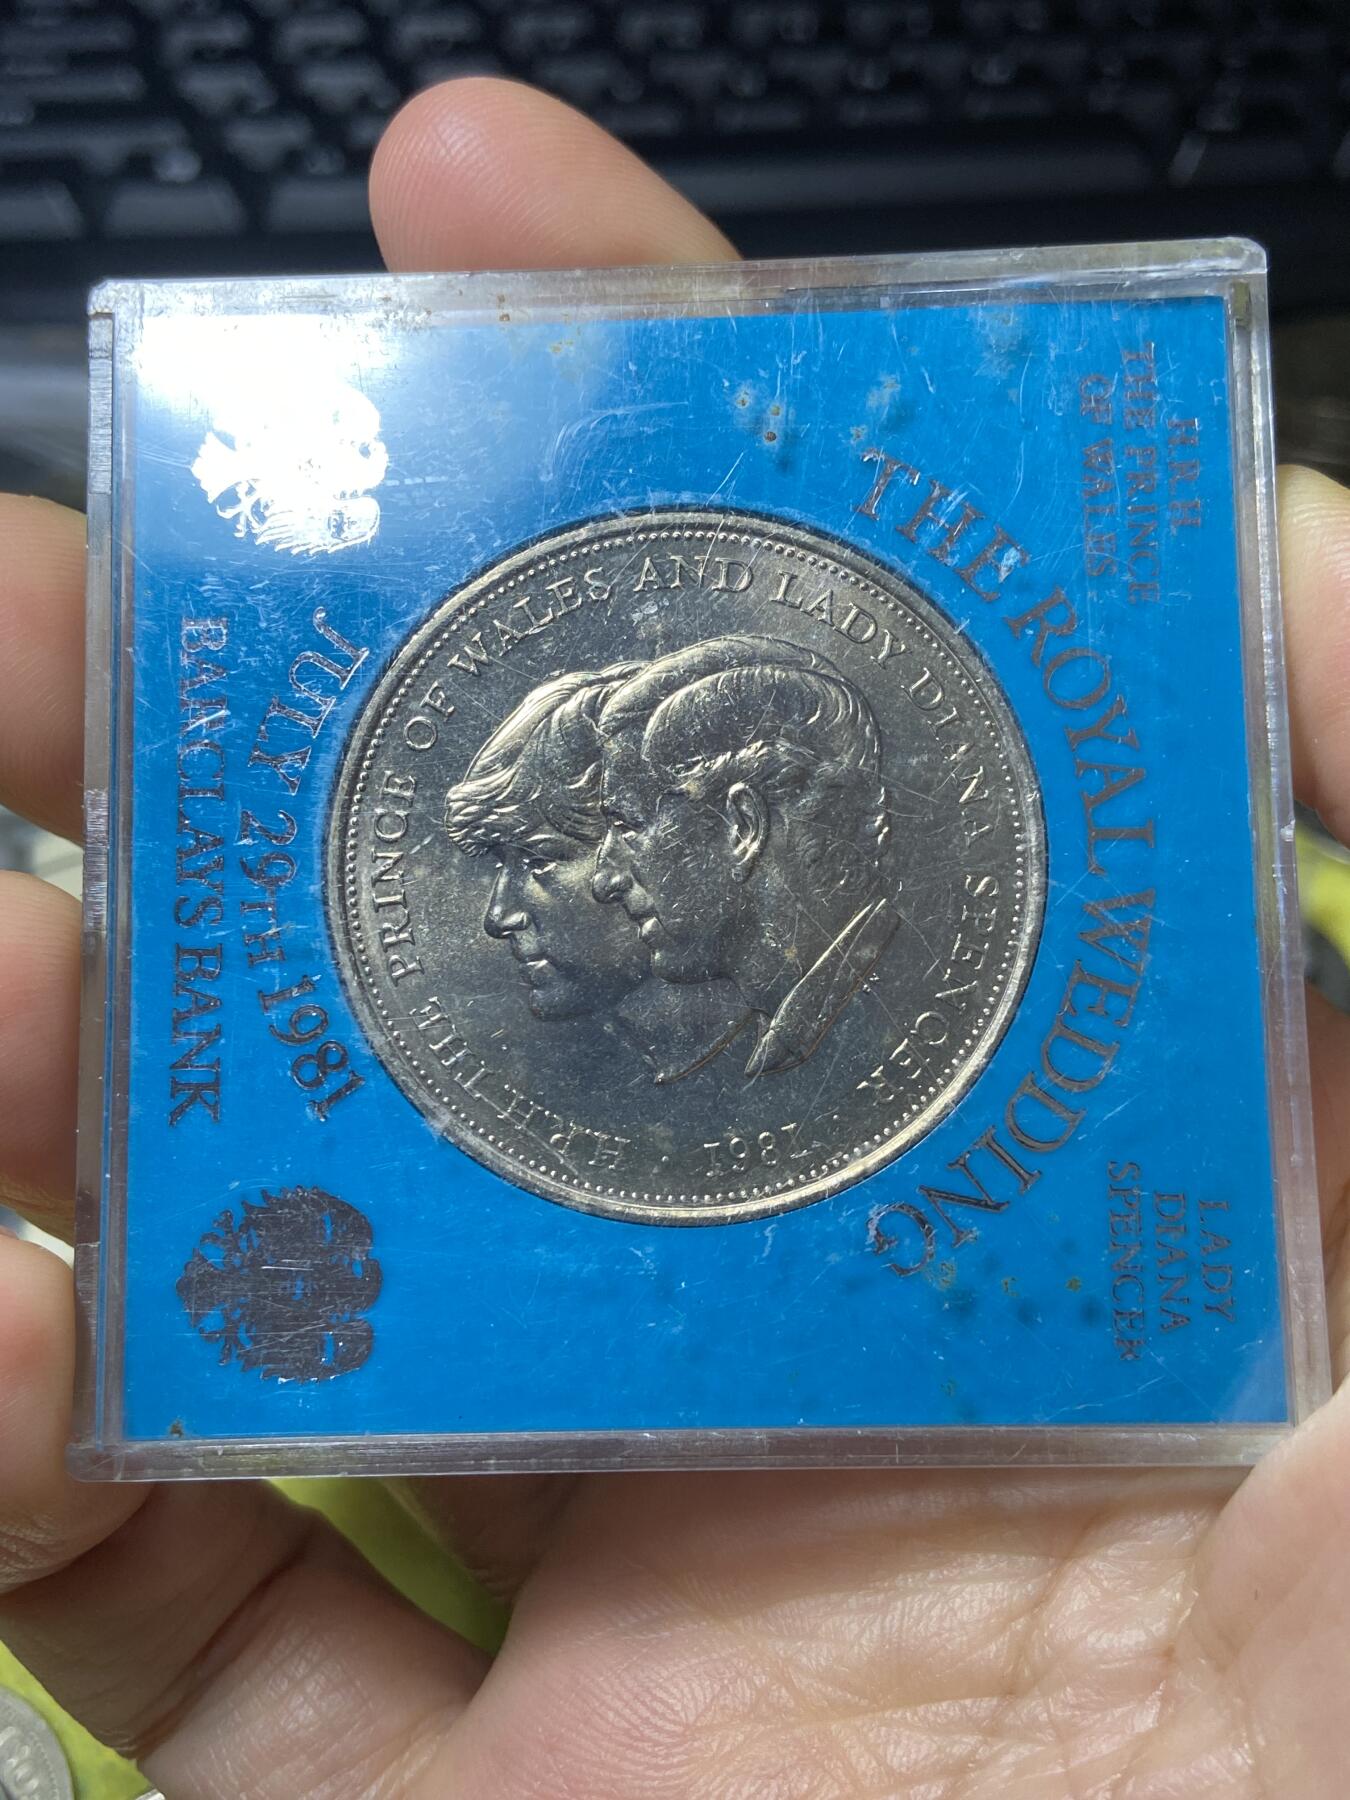 H.R.H.
THE PRINCE
OF WALES
LADY
DIANA
SPENCER
THE ROYAL WEDDING
H.R.H. THE PRINCE OF WALES AND LADY DIANA SPENCER
1981
JULY 29TH 1981
BARCLAYS BANK